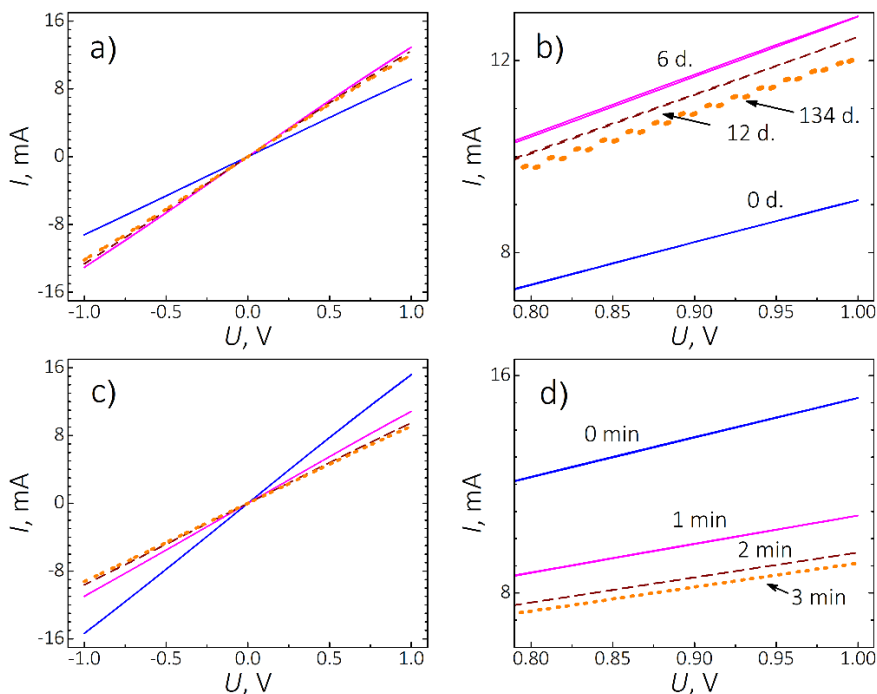 a)
16
8
0
-8
-16
I, mA
-1.0 -0.5 0.0 0.5 1.0
U, V
b)
12
8
I, mA
6 d.
134 d.
12 d.
0 d.
0.80 0.85 0.90 0.95 1.00
U, V
c)
16
8
0
-8
-16
I, mA
-1.0 -0.5 0.0 0.5 1.0
U, V
d)
16
12
8
I, mA
0 min
1 min
2 min
3 min
0.80 0.85 0.90 0.95 1.00
U, V